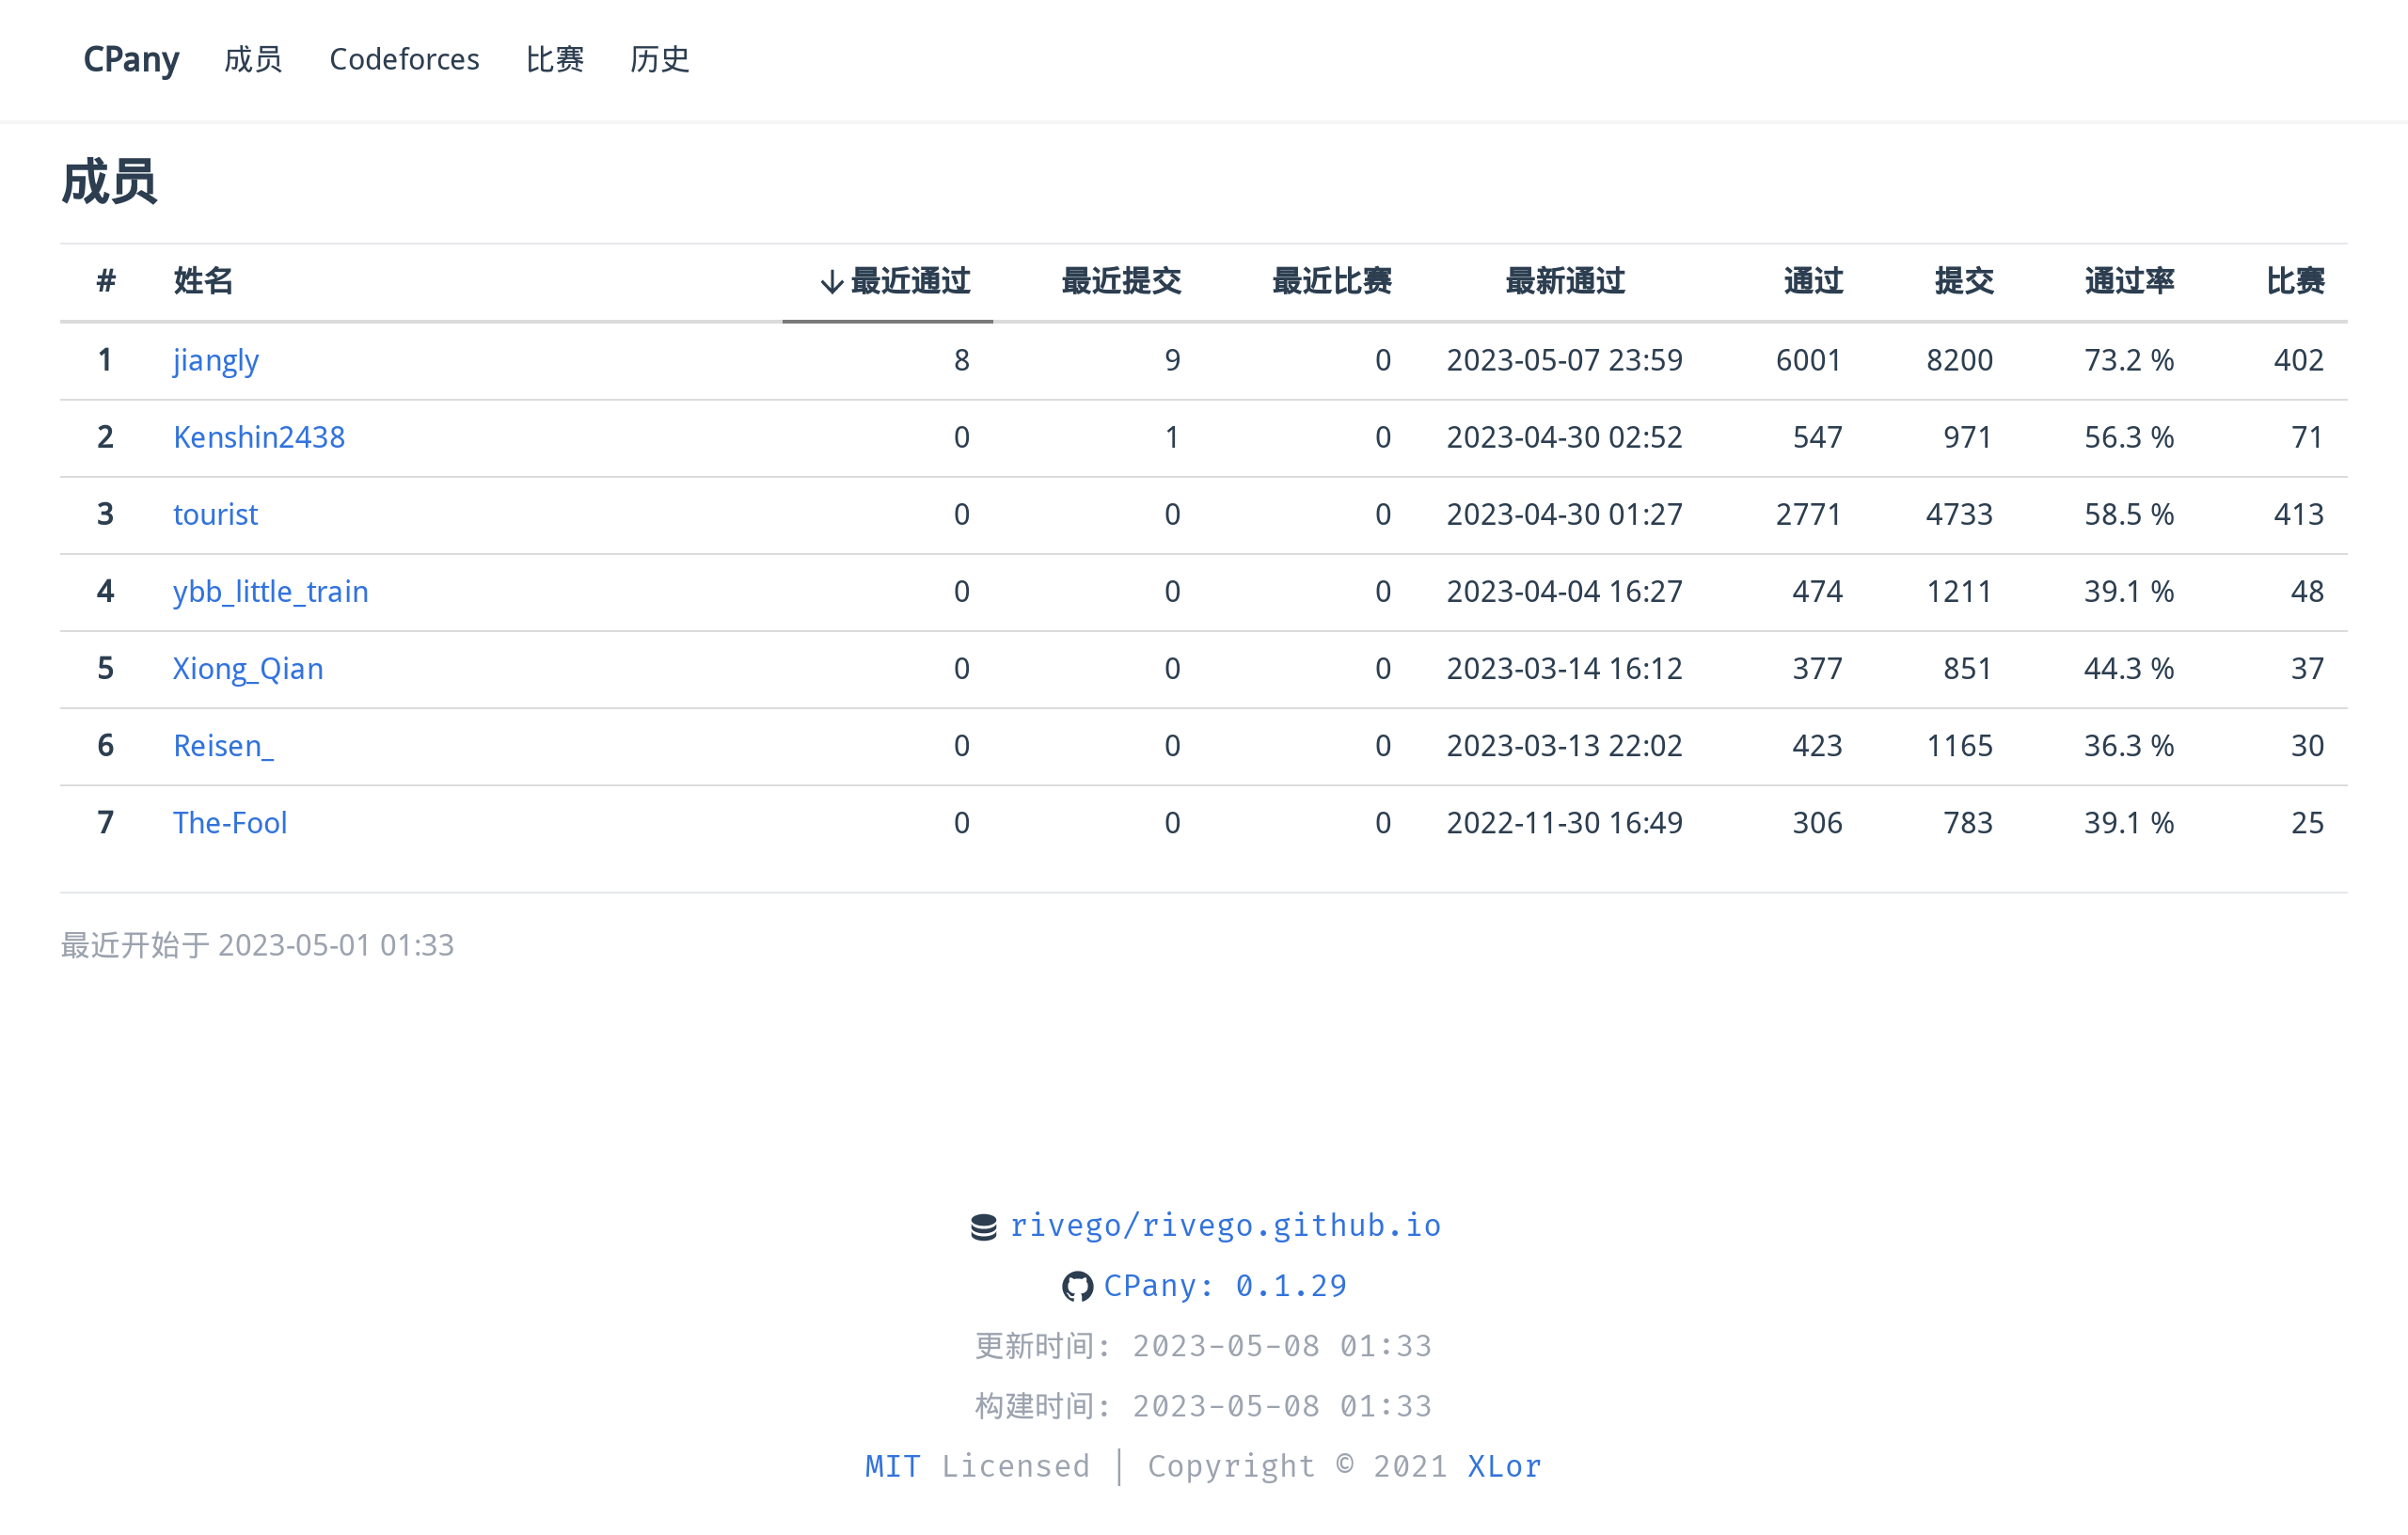 CPany 成员 Codeforces 比赛 历史
成员
# 姓名 ↓最近通过 最近提交 最近比赛 最新通过 通过 提交 通过率 比赛
1 jiangly 8 9 0 2023-05-07 23:59 6001 8200 73.2 % 402
2 Kenshin2438 0 1 0 2023-04-30 02:52 547 971 56.3 % 71
3 tourist 0 0 0 2023-04-30 01:27 2771 4733 58.5 % 413
4 ybb_little_train 0 0 0 2023-04-04 16:27 474 1211 39.1 % 48
5 Xiong_Qian 0 0 0 2023-03-14 16:12 377 851 44.3 % 37
6 Reisen_ 0 0 0 2023-03-13 22:02 423 1165 36.3 % 30
7 The-Fool 0 0 0 2022-11-30 16:49 306 783 39.1 % 25
最近开始于 2023-05-01 01:33
rivego/rivego.github.io
CPany: 0.1.29
更新时间: 2023-05-08 01:33
构建时间: 2023-05-08 01:33
MIT Licensed | Copyright © 2021 XLor